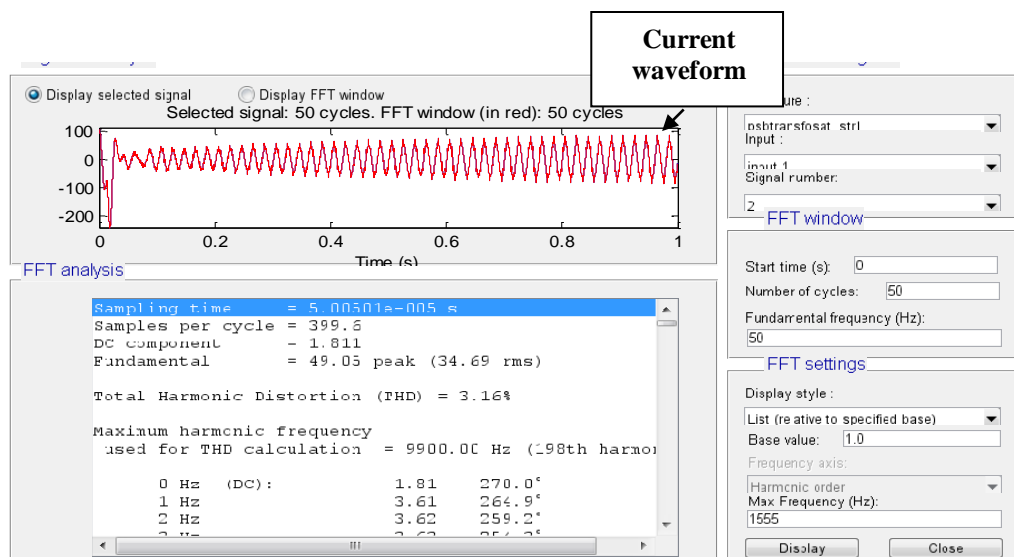 Current
waveform
Display selected signal
Display FFT window
Selected signal: 50 cycles. FFT window (in red): 50 cycles
100
0
-100
-200
0
0.2
0.4
0.6
0.8
1
Time (s)
psbtransfosat_str1
Input :
input 1
Signal number:
2
FFT window
Start time (s):
0
Number of cycles:
50
Fundamental frequency (Hz):
50
FFT settings
Display style :
List (relative to specified base)
Base value:
1.0
Frequency axis:
Harmonic order
Max Frequency (Hz):
1555
Display
Close
FFT analysis
Sampling time = 5.00501e-005 s
Samples per cycle = 399.6
DC component = 1.811
Fundamental = 49.05 peak (34.69 rms)
Total Harmonic Distortion (THD) = 3.16%
Maximum harmonic frequency
used for THD calculation = 9900.00 Hz (198th harmo
0 Hz (DC): 1.81 270.0°
1 Hz 3.61 264.9°
2 Hz 3.62 259.2°